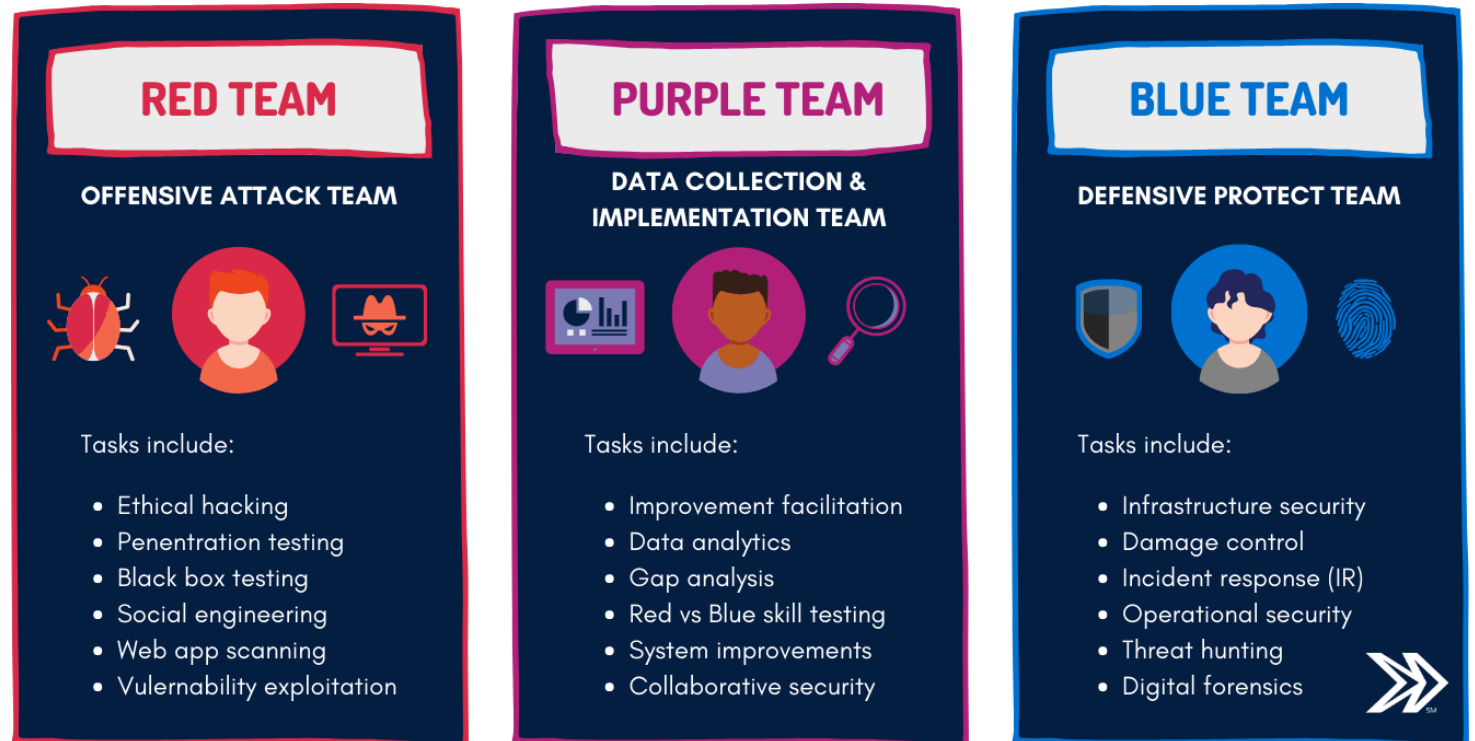 RED TEAM
OFFENSIVE ATTACK TEAM
Tasks include:
• Ethical hacking
• Penentration testing
• Black box testing
• Social engineering
• Web app scanning
• Vulernability exploitation
PURPLE TEAM
DATA COLLECTION &
IMPLEMENTATION TEAM
Tasks include:
• Improvement facilitation
• Data analytics
• Gap analysis
• Red vs Blue skill testing
• System improvements
• Collaborative security
BLUE TEAM
DEFENSIVE PROTECT TEAM
Tasks include:
• Infrastructure security
• Damage control
• Incident response (IR)
• Operational security
• Threat hunting
• Digital forensics
SM